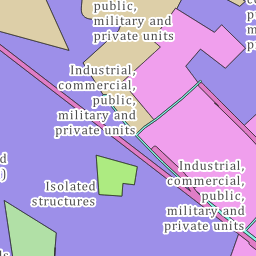 public,
military and
private units
Industrial,
commercial,
public,
military and
private units
Isolated
structures
Industrial,
commercial,
public,
military and
private units